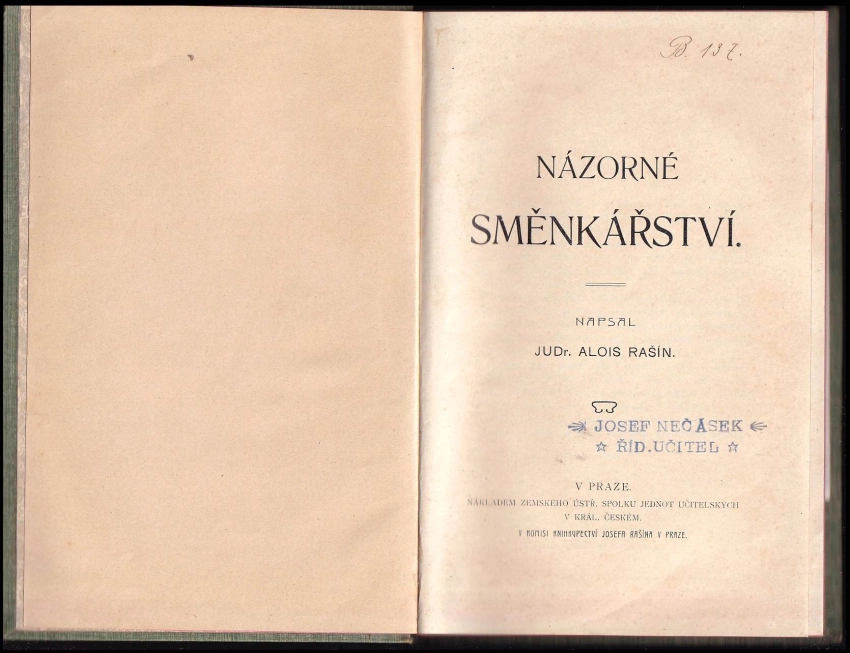 B. 137.
NÁZORNÉ
SMĚNKÁŘSTVÍ.
NAPSAL
JUDr. ALOIS RAŠÍN.
JOSEF NEČASEK
☆ ŘÍD.UČITEL ☆
V PRAZE.
NÁKLADEM ZEMSKÉHO ÚSTŘ. SPOLKU JEDNOT UČITELSKÝCH
V KRÁL. ČESKÉM.
V KOMISI KNIHKUPECTVÍ JOSEFA RAŠÍNA V PRAZE.